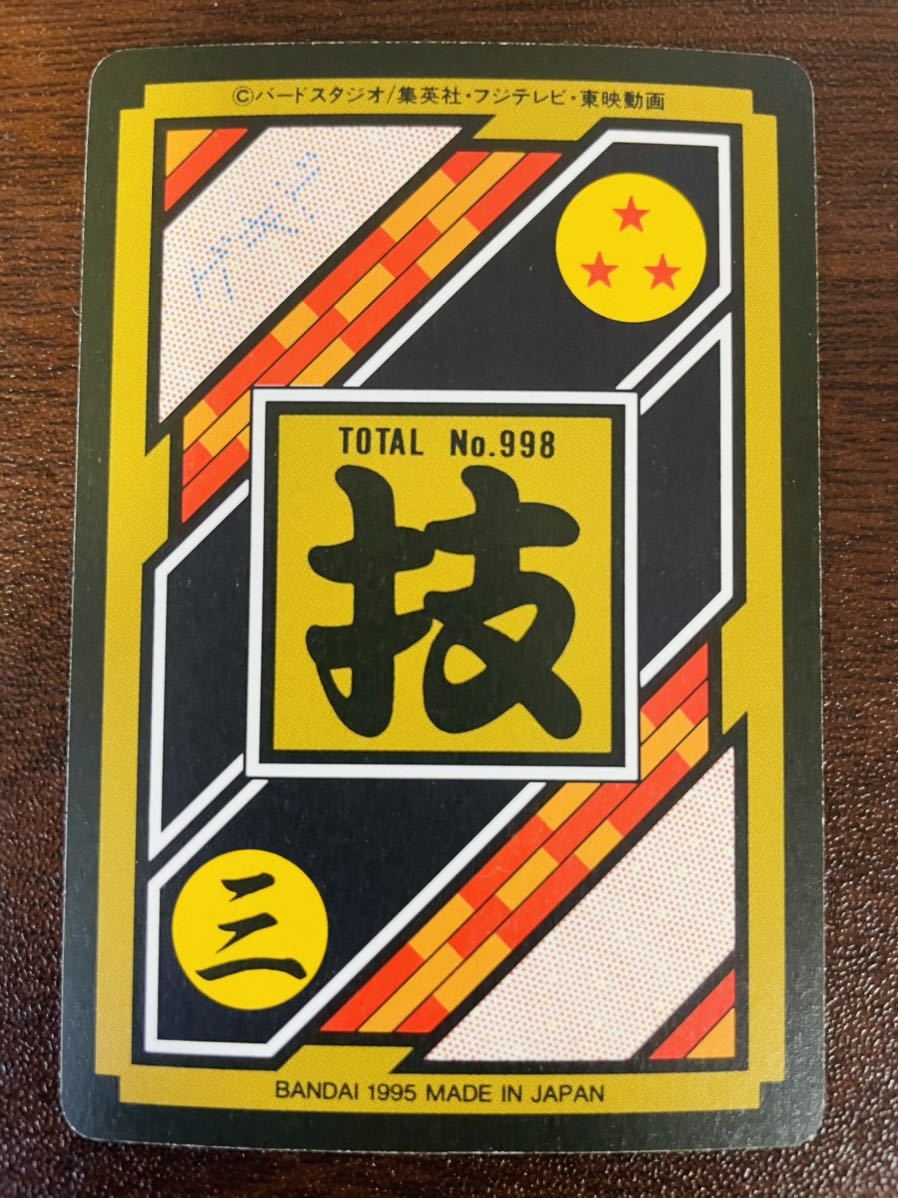 ©バードスタジオ/集英社・フジテレビ・東映動画
TOTAL No.998
技
三
BANDAI 1995 MADE IN JAPAN